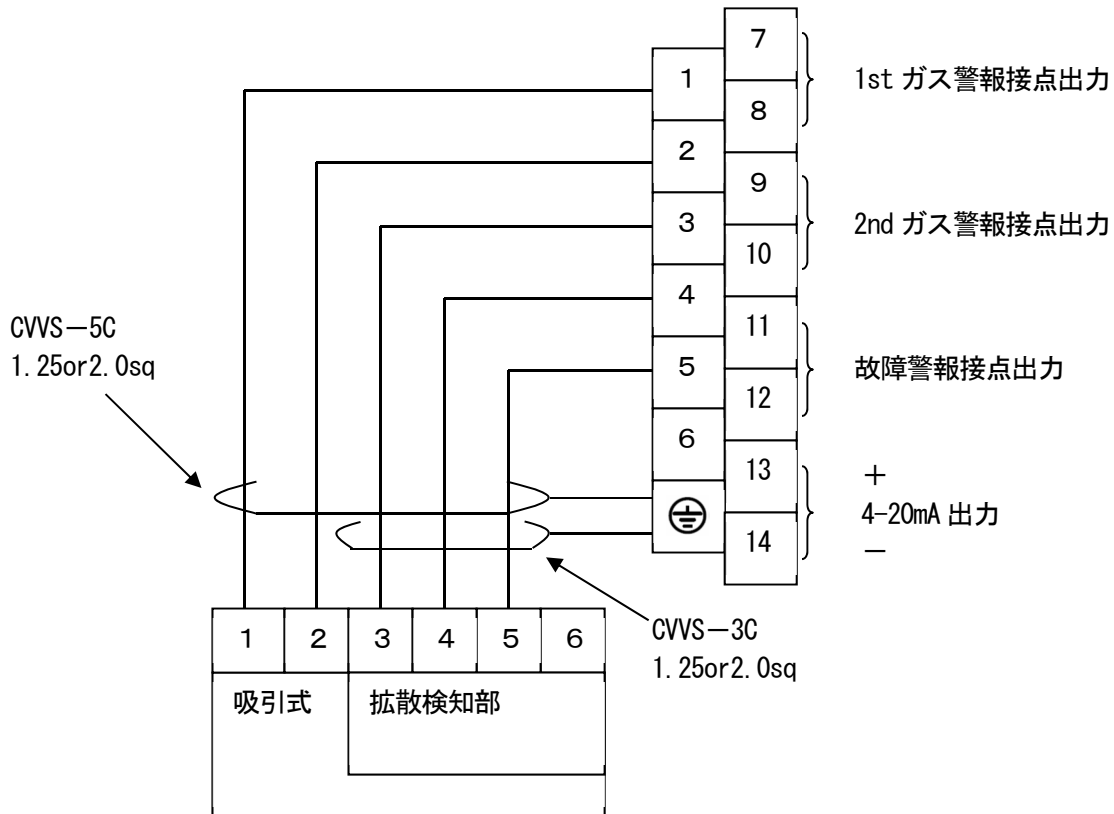 7
1
1st ガス警報接点出力
8
2
9
3
2nd ガス警報接点出力
10
4
CVVS－5C
1.25or2.0sq
11
5
故障警報接点出力
12
6
13
＋
4-20mA 出力
14
－
1 2 3 4 5 6
CVVS－3C
1.25or2.0sq
吸引式 拡散検知部